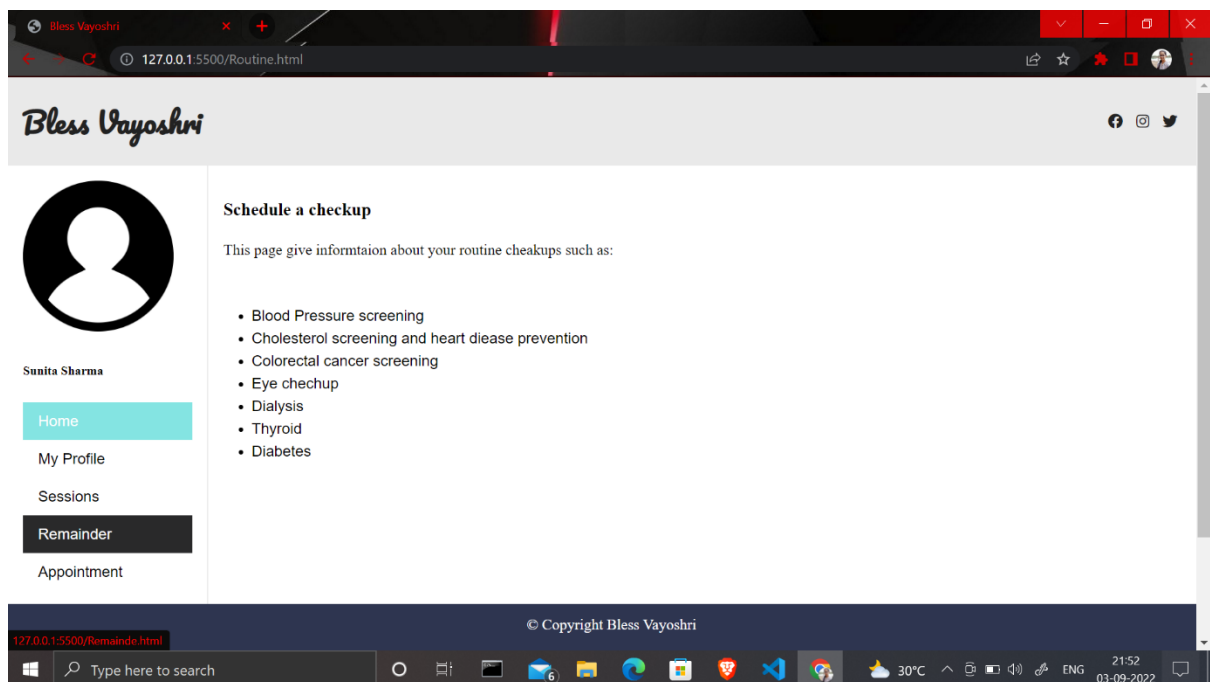 Bless Vayoshri
127.0.0.1:5500/Routine.html
Bless Vayoshri
Schedule a checkup
This page give informtaion about your routine cheakups such as:
• Blood Pressure screening
• Cholesterol screening and heart diease prevention
• Colorectal cancer screening
• Eye chechup
• Dialysis
• Thyroid
• Diabetes
Sunita Sharma
Home
My Profile
Sessions
Remainder
Appointment
© Copyright Bless Vayoshri
127.0.0.1:5500/Remainde.html
Type here to search
6
30°C
ENG
21:52
03-09-2022